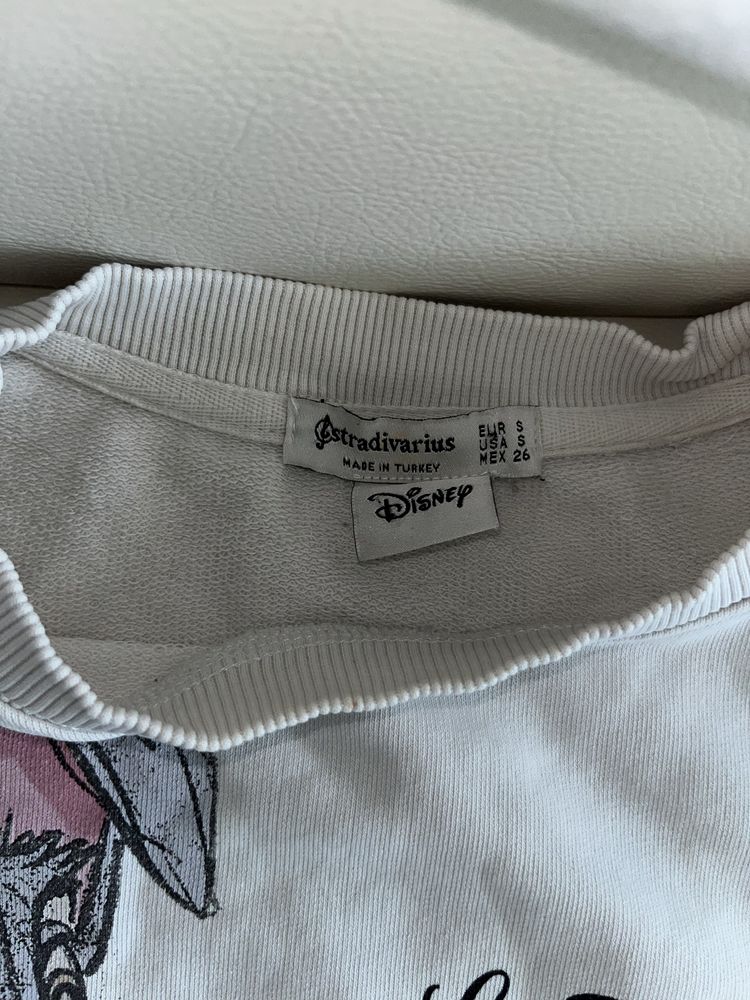 Stradivarius
MADE IN TURKEY
EUR S
USA S
MEX 26
Disney